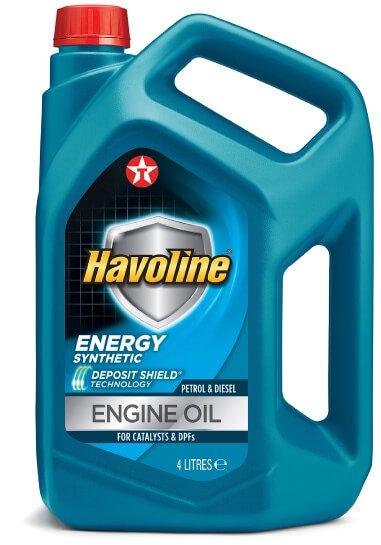 Havoline®
ENERGY
SYNTHETIC
DEPOSIT SHIELD®
TECHNOLOGY
PETROL & DIESEL
ENGINE OIL
FOR CATALYSTS & DPFs
4 LITRES ℮